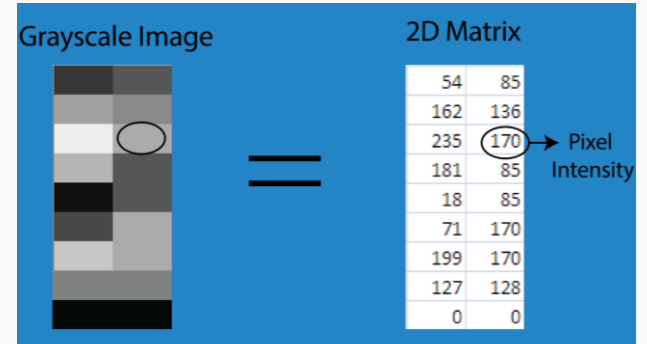 Grayscale Image
2D Matrix
54 85
162 136
235 170
Pixel
181 85
Intensity
18 85
71 170
199 170
127 128
0 0